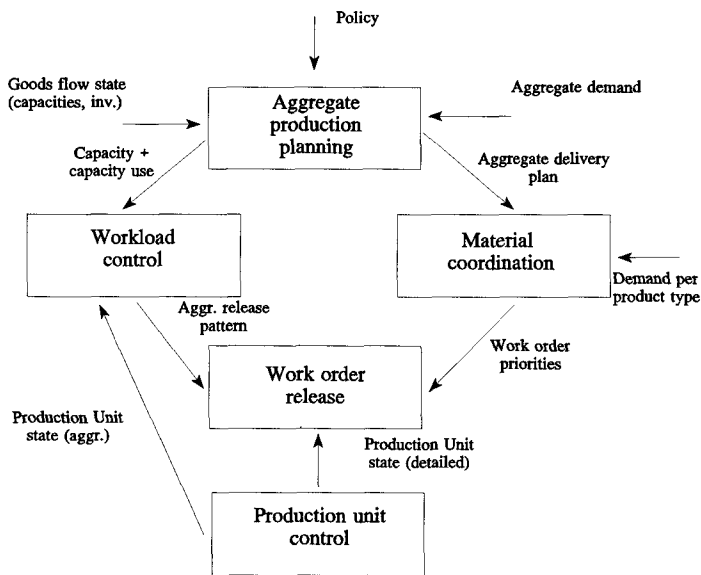 Policy
Goods flow state
(capacities, inv.)
Aggregate
production
planning
Aggregate demand
Capacity +
capacity use
Aggregate delivery
plan
Workload
control
Material
coordination
Demand per
product type
Aggr. release
pattern
Work order
release
Work order
priorities
Production Unit
state (aggr.)
Production Unit
state (detailed)
Production unit
control